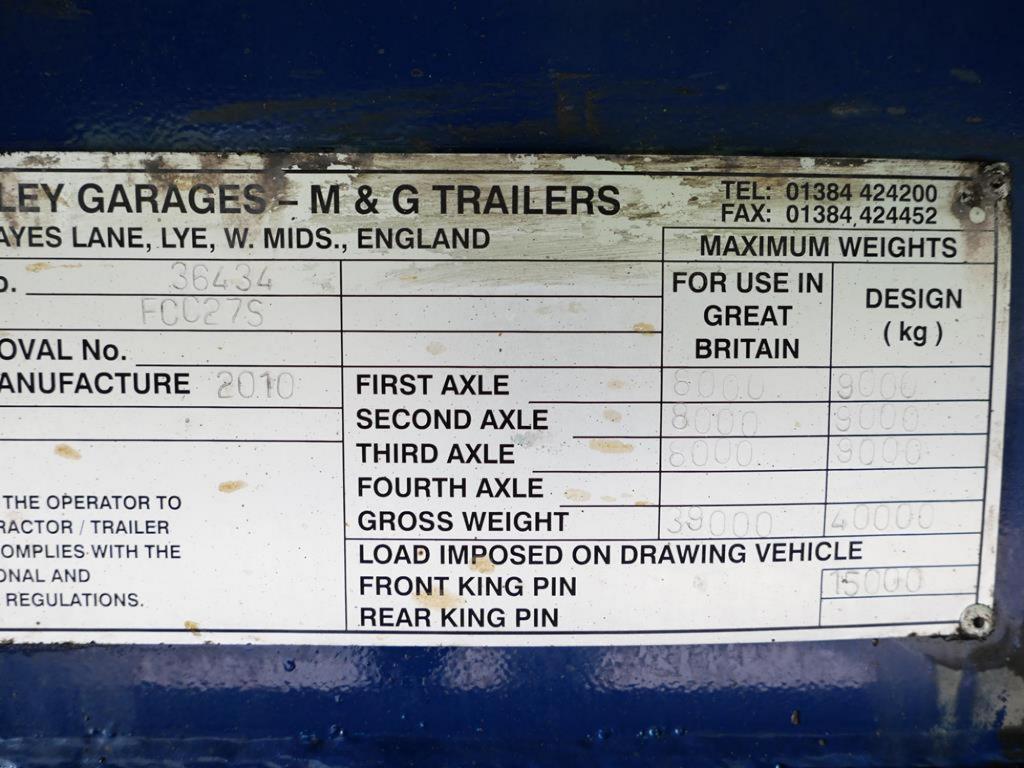 LEY GARAGES – M & G TRAILERS
AYES LANE, LYE, W. MIDS., ENGLAND
TEL: 01384 424200
FAX: 01384 424452
MAXIMUM WEIGHTS
FOR USE IN GREAT BRITAIN
DESIGN (kg)
o. 36434
FCC27S
OVAL No.
ANUFACTURE 2010
FIRST AXLE 8000 9000
SECOND AXLE 8000 9000
THIRD AXLE 8000 9000
FOURTH AXLE
GROSS WEIGHT 39000 40000
LOAD IMPOSED ON DRAWING VEHICLE
FRONT KING PIN 15000
REAR KING PIN
THE OPERATOR TO
RACTOR / TRAILER
OMPLIES WITH THE
ONAL AND
REGULATIONS.